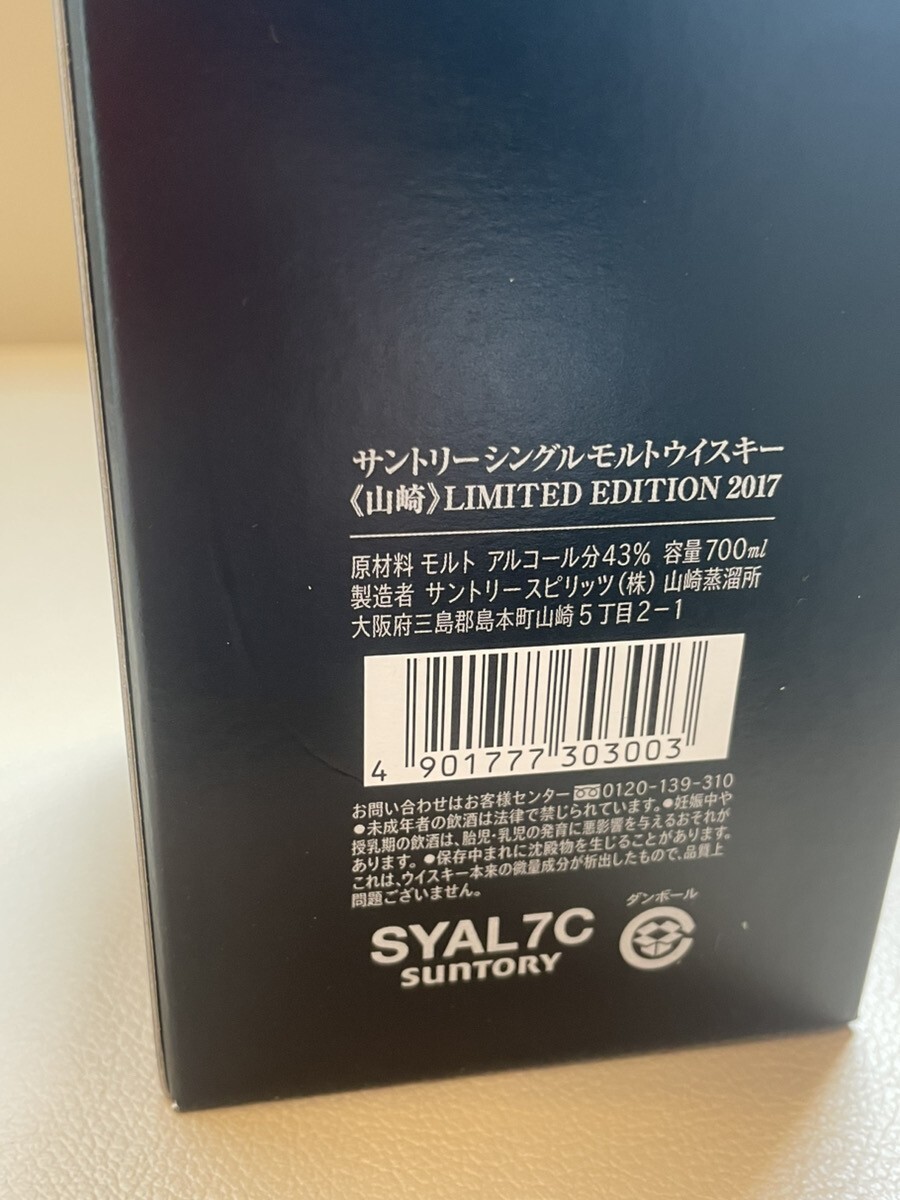 サントリーシングルモルトウイスキー
《山崎》LIMITED EDITION 2017
原材料 モルト アルコール分43% 容量700ml
製造者 サントリースピリッツ(株) 山崎蒸溜所
大阪府三島郡島本町山崎5丁目2-1
4 901777 303003
お問い合わせはお客様センター 0120-139-310
●未成年者の飲酒は法律で禁じられています。●妊娠中や
授乳期の飲酒は、胎児・乳児の発育に悪影響を与えるおそれが
あります。●保存中まれに沈殿物を生じることがあります。
これは、ウイスキー本来の微量成分が析出したもので、品質上
問題ございません。
ダンボール
SYAL7C
SUNTORY